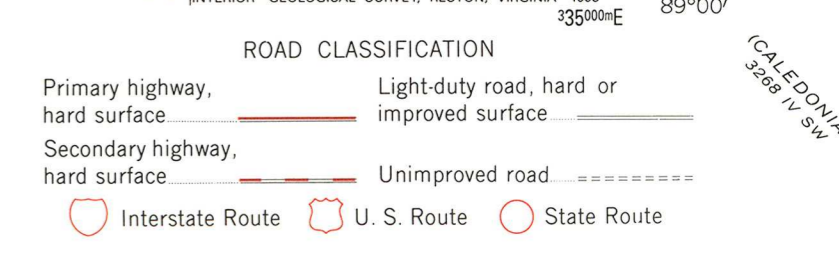 INTERIOR—GEOLOGICAL SURVEY, RESTON, VIRGINIA
335000mE
89°00'
ROAD CLASSIFICATION
Primary highway,
hard surface
Light-duty road, hard or
improved surface
Secondary highway,
hard surface
Unimproved road
Interstate Route
U. S. Route
State Route
(CALEDONIA
3268 IV SW